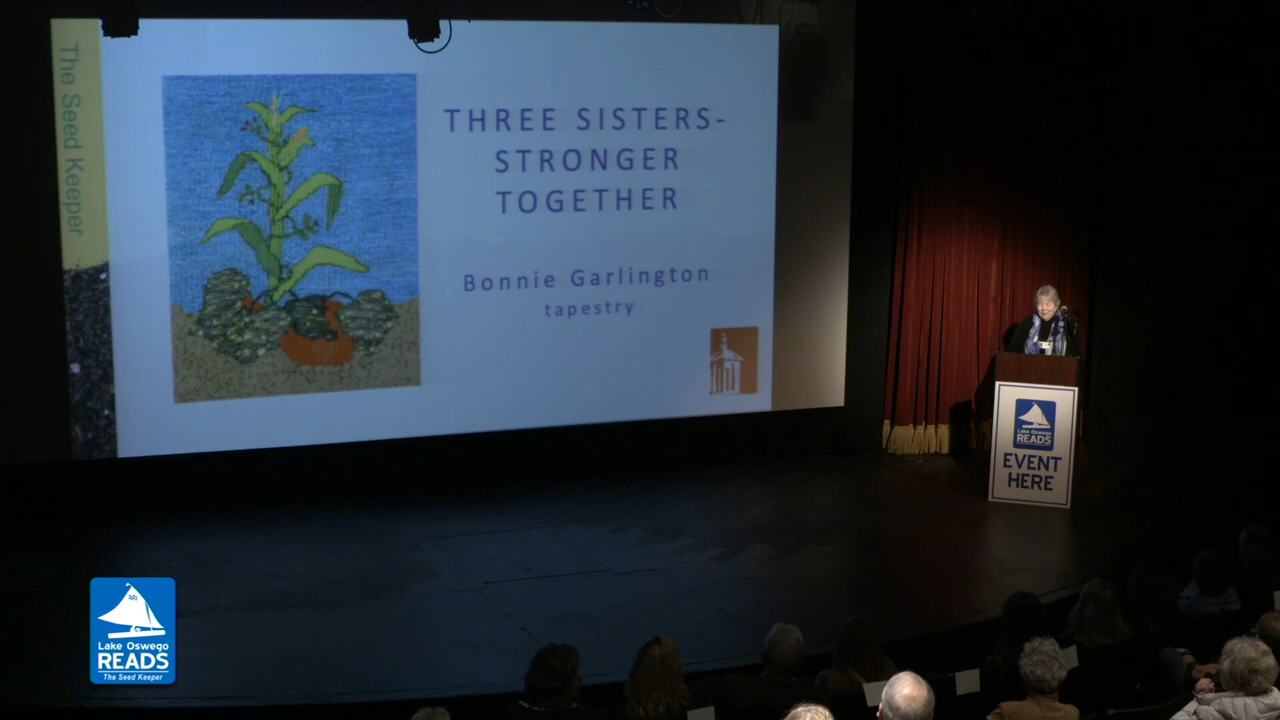 The Seed Keeper
THREE SISTERS-
STRONGER
TOGETHER
Bonnie Garlington
tapestry
Lake Oswego
READS
EVENT
HERE
Lake Oswego
READS
The Seed Keeper